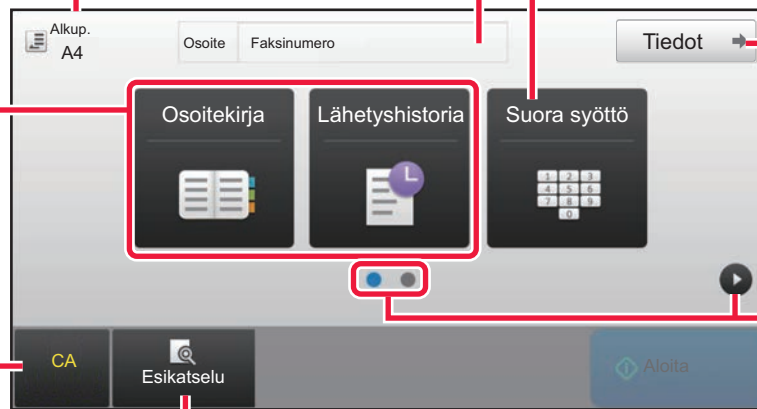 Alkup.
A4
Osoite Faksinumero
Tiedot
Osoitekirja
Lähetyshistoria
Suora syöttö
1 2 3
4 5 6
7 8 9
0
CA
Esikatselu
Aloita